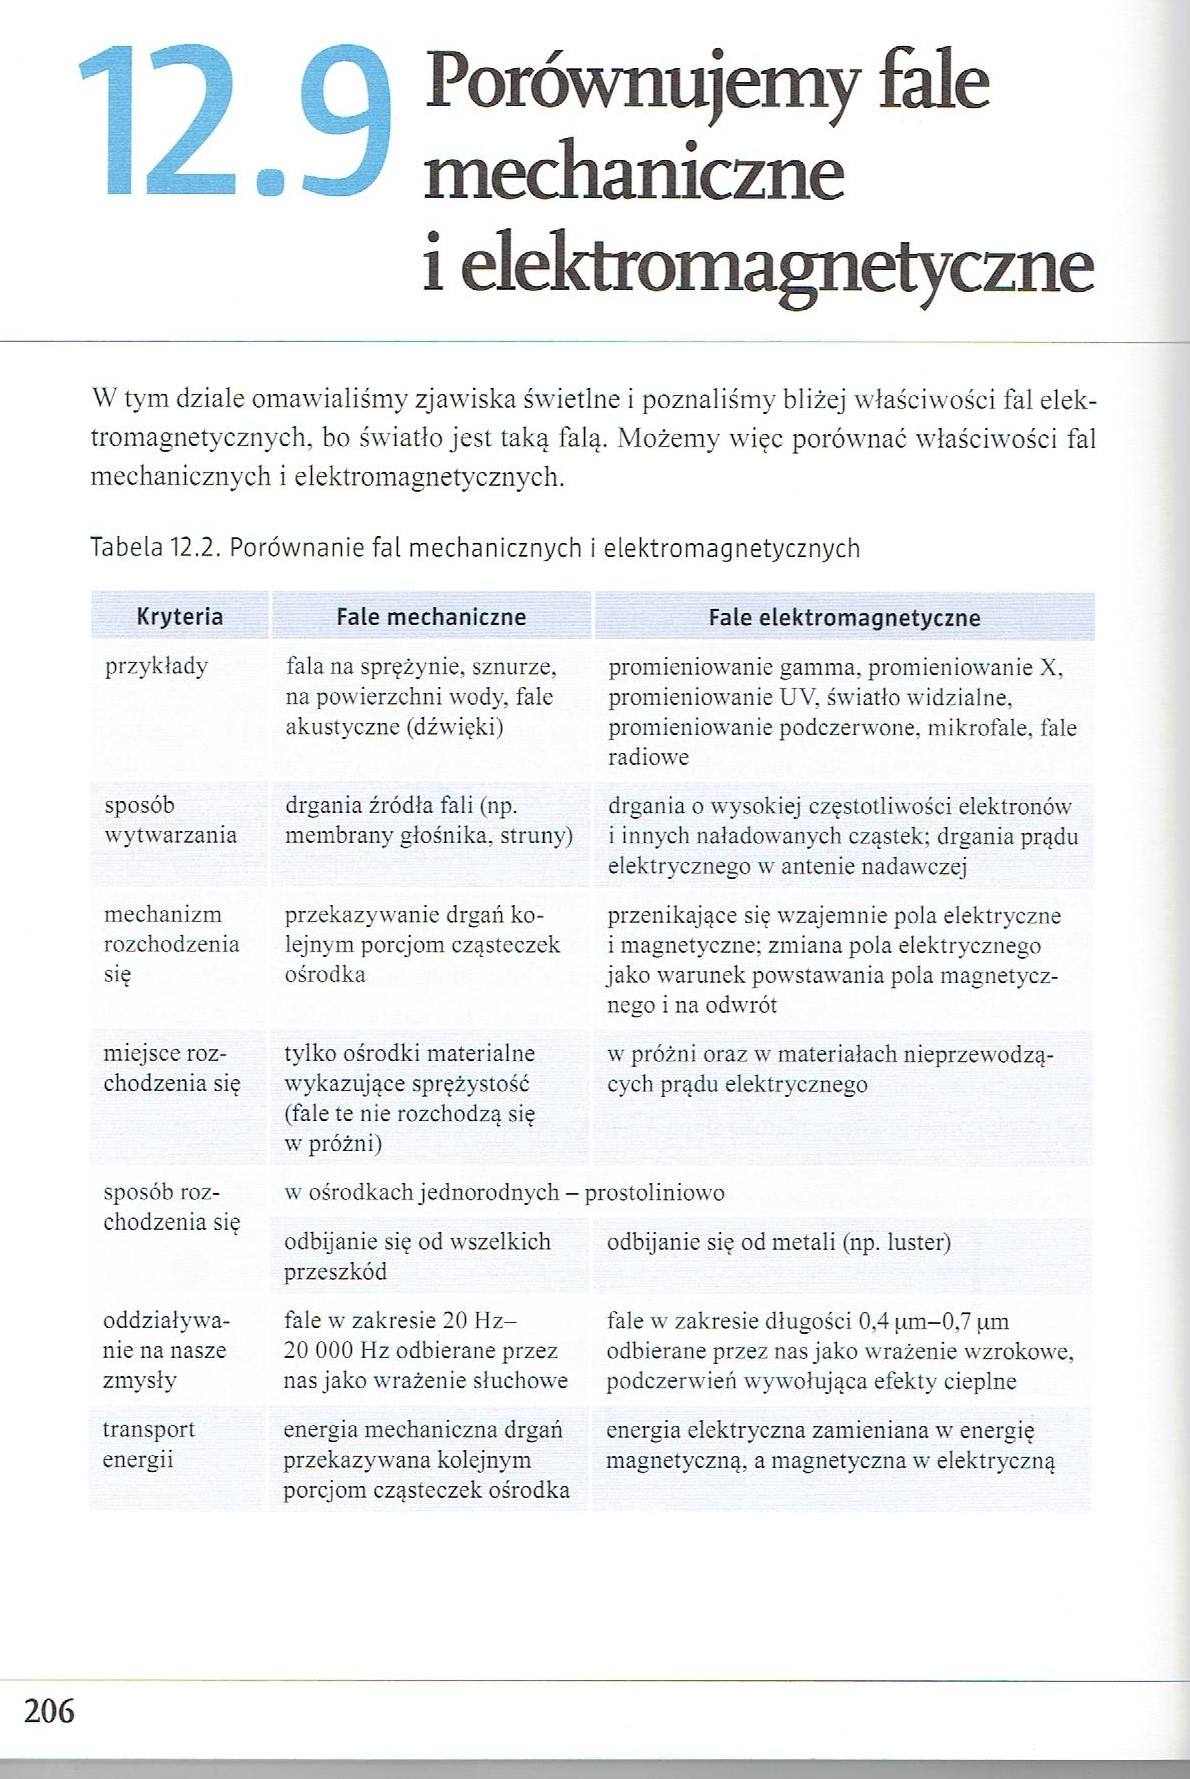 12.9 Porównujemy fale
mechaniczne
i elektromagnetyczne
W tym dziale omawialiśmy zjawiska świetlne i poznaliśmy bliżej właściwości fal elek-
tromagnetycznych, bo światło jest taką falą. Możemy więc porównać właściwości fal
mechanicznych i elektromagnetycznych.
Tabela 12.2. Porównanie fal mechanicznych i elektromagnetycznych
Kryteria Fale mechaniczne Fale elektromagnetyczne
przykłady fala na sprężynie, sznurze, promieniowanie gamma, promieniowanie X,
na powierzchni wody, fale promieniowanie UV, światło widzialne,
akustyczne (dźwięki) promieniowanie podczerwone, mikrofale, fale
radiowe
sposób drgania źródła fali (np. drgania o wysokiej częstotliwości elektronów
wytwarzania membrany głośnika, struny) i innych naładowanych cząstek; drgania prądu
elektrycznego w antenie nadawczej
mechanizm przekazywanie drgań ko- przenikające się wzajemnie pola elektryczne
rozchodzenia lejnym porcjom cząsteczek i magnetyczne; zmiana pola elektrycznego
się ośrodka jako warunek powstawania pola magnetycz-
nego i na odwrót
miejsce roz- tylko ośrodki materialne w próżni oraz w materiałach nieprzewodzą-
chodzenia się wykazujące sprężystość cych prądu elektrycznego
(fale te nie rozchodzą się
w próżni)
sposób roz- w ośrodkach jednorodnych – prostoliniowo
chodzenia się
odbijanie się od wszelkich odbijanie się od metali (np. luster)
przeszkód
oddziaływa- fale w zakresie 20 Hz– fale w zakresie długości 0,4 µm–0,7 µm
nie na nasze 20 000 Hz odbierane przez odbierane przez nas jako wrażenie wzrokowe,
zmysły nas jako wrażenie słuchowe podczerwień wywołująca efekty cieplne
transport energia mechaniczna drgań energia elektryczna zamieniana w energię
energii przekazywana kolejnym magnetyczną, a magnetyczna w elektryczną
porcjom cząsteczek ośrodka
206